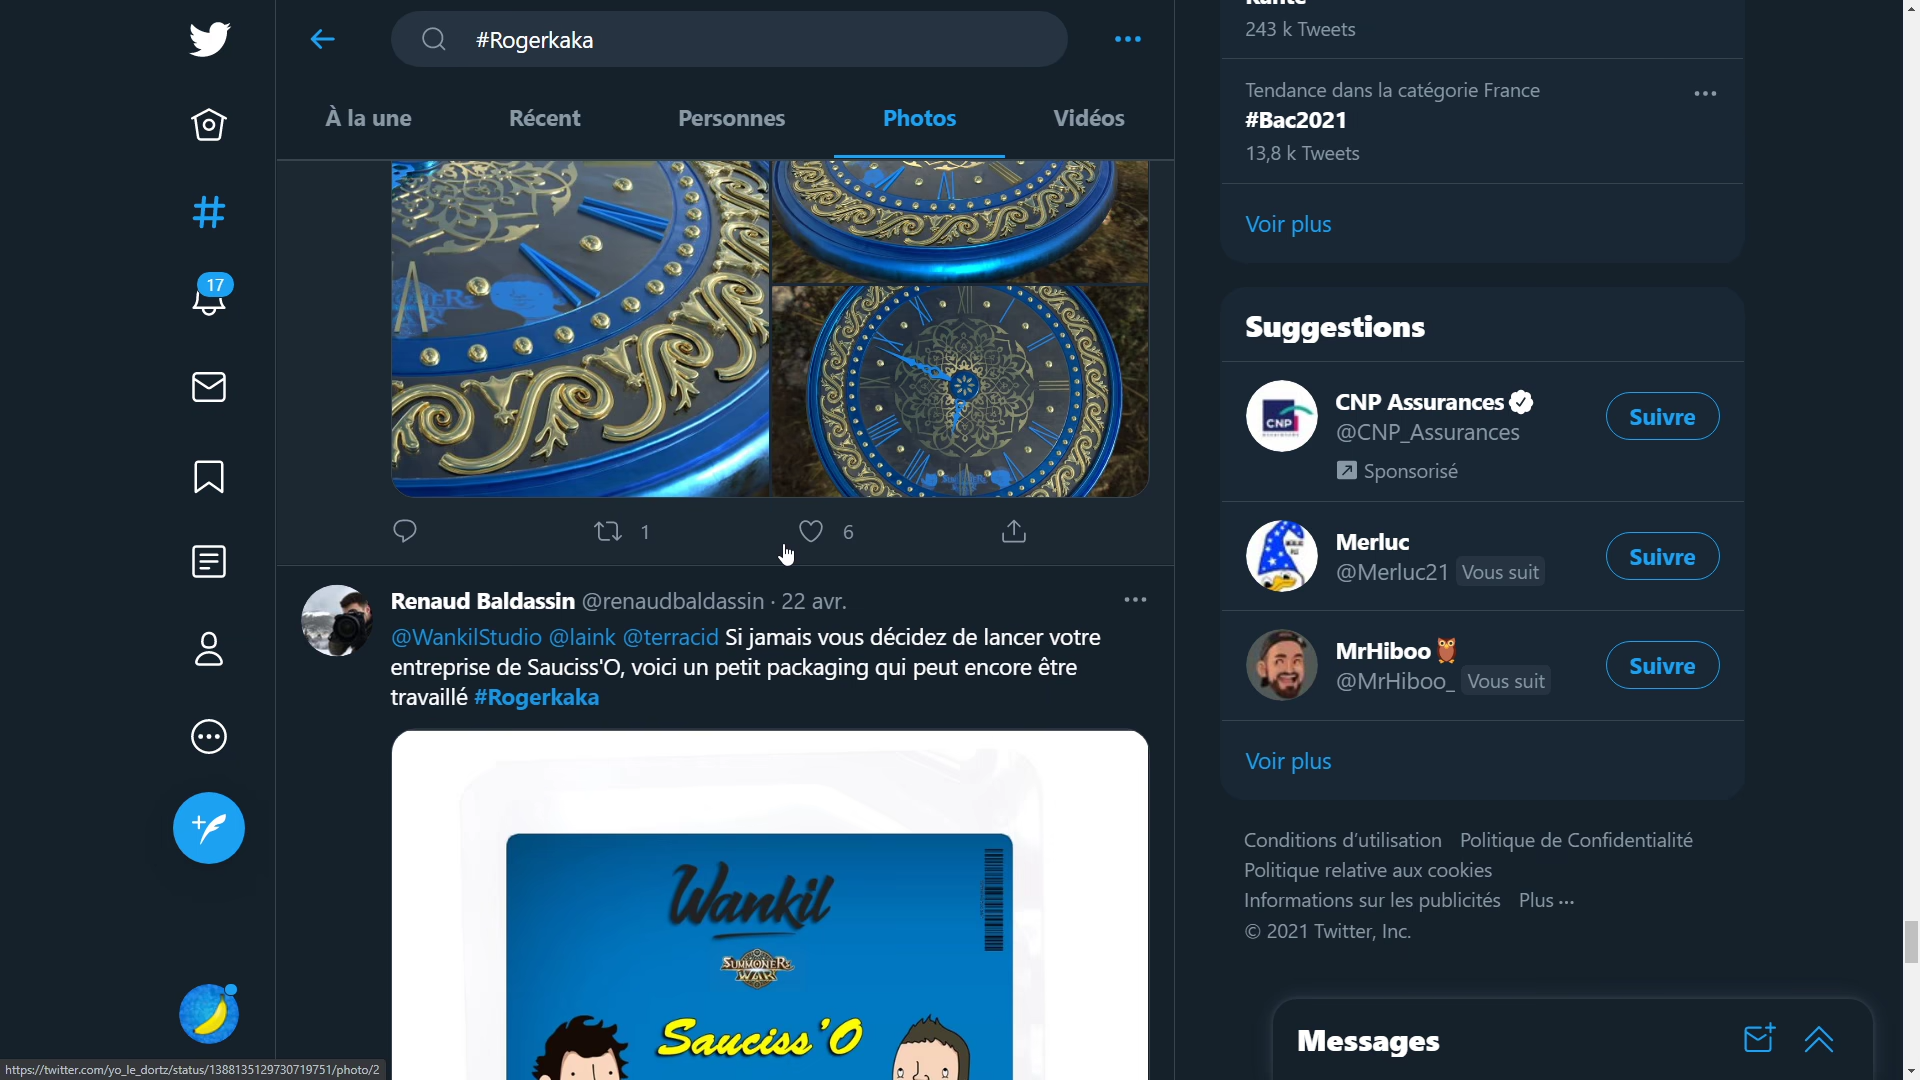 #Rogerkaka
À la une
Récent
Personnes
Photos
Vidéos
17
1
6
Renaud Baldassin @renaudbaldassin · 22 avr.
@WankilStudio @laink @terracid Si jamais vous décidez de lancer votre
entreprise de Sauciss'O, voici un petit packaging qui peut encore être
travaillé #Rogerkaka
Wankil
SUMMONERS
WAR
Sauciss'O
243 k Tweets
Tendance dans la catégorie France
#Bac2021
13,8 k Tweets
Voir plus
Suggestions
CNP
CNP Assurances
@CNP_Assurances
Sponsorisé
Suivre
Merluc
@Merluc21 Vous suit
Suivre
MrHiboo🦉
@MrHiboo_ Vous suit
Suivre
Voir plus
Conditions d'utilisation Politique de Confidentialité
Politique relative aux cookies
Informations sur les publicités Plus ···
© 2021 Twitter, Inc.
Messages
https://twitter.com/yo_le_dortz/status/1388135129730719751/photo/2